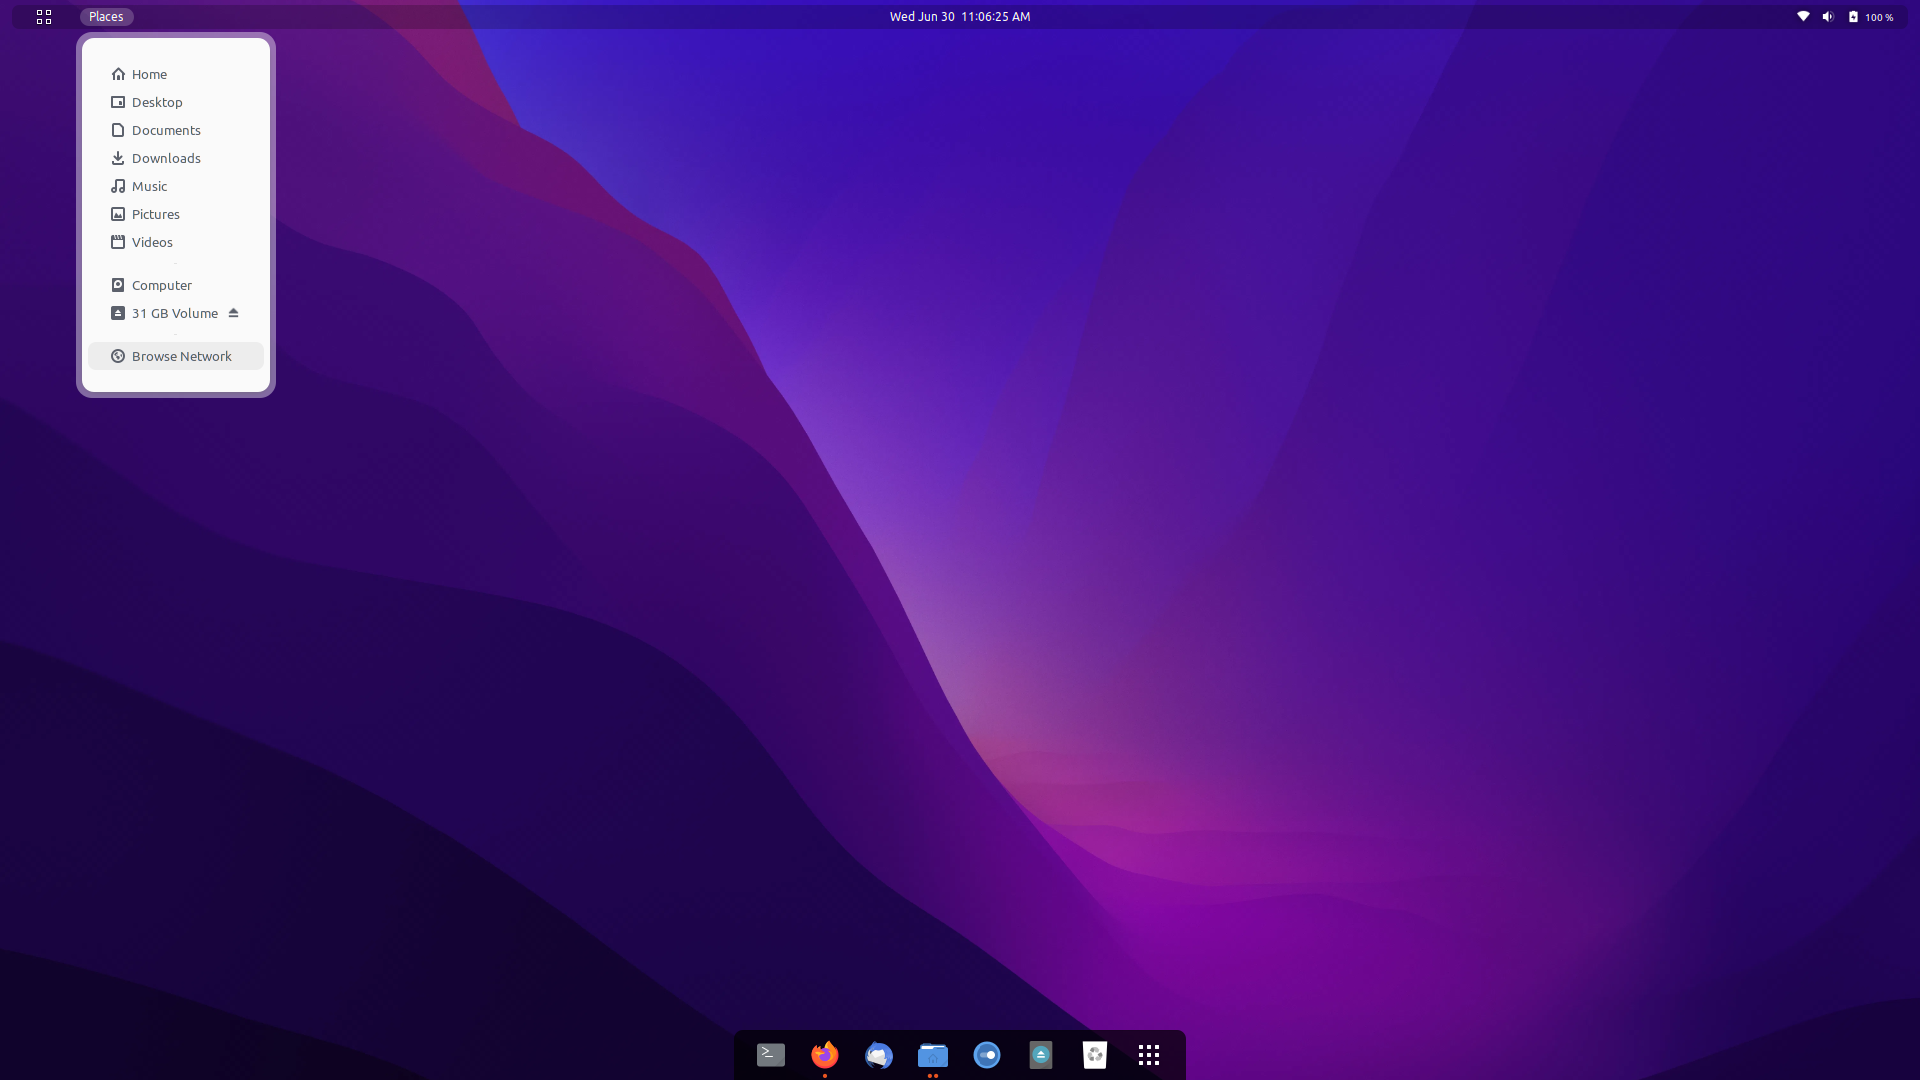 Places
Wed Jun 30  11:06:25 AM
100 %
Home
Desktop
Documents
Downloads
Music
Pictures
Videos
Computer
31 GB Volume
Browse Network